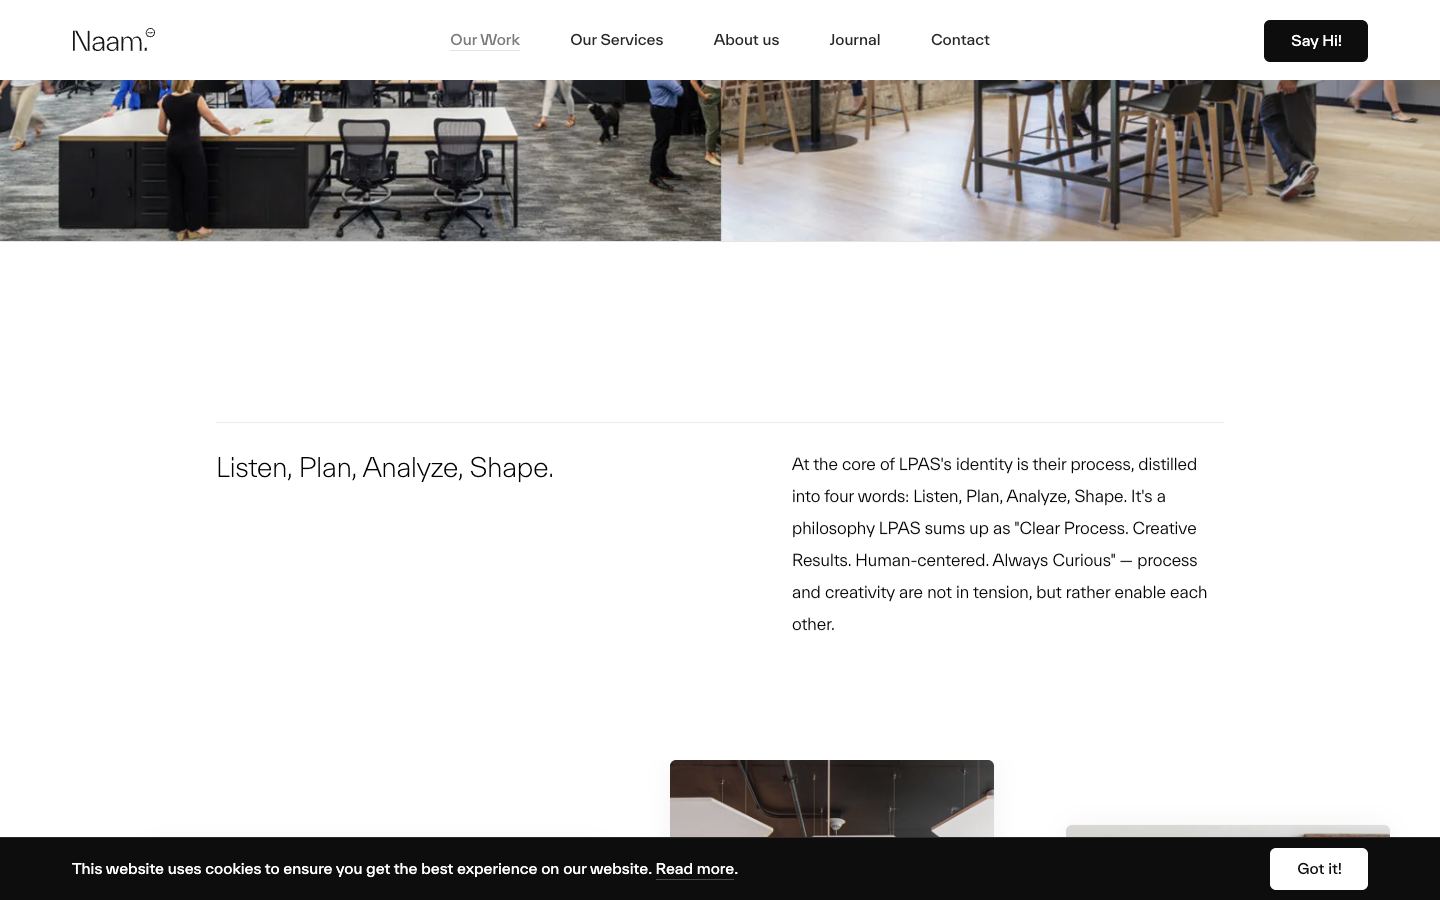 Naam.
Our Work
Our Services
About us
Journal
Contact
Say Hi!
Listen, Plan, Analyze, Shape.
At the core of LPAS's identity is their process, distilled
into four words: Listen, Plan, Analyze, Shape. It's a
philosophy LPAS sums up as "Clear Process. Creative
Results. Human-centered. Always Curious" — process
and creativity are not in tension, but rather enable each
other.
This website uses cookies to ensure you get the best experience on our website. Read more.
Got it!